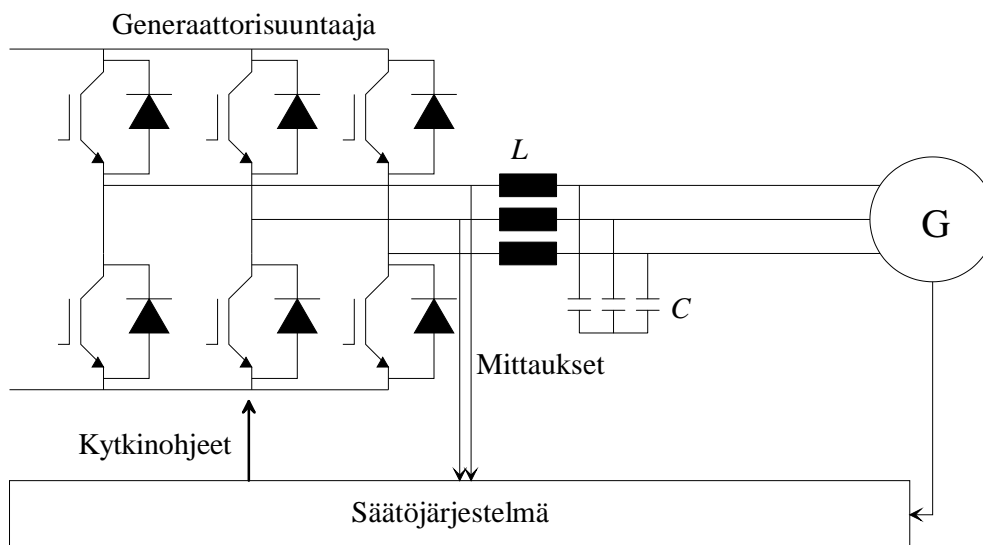 Generaattorisuuntaaja
L
G
C
Mittaukset
Kytkinohjeet
Säätöjärjestelmä